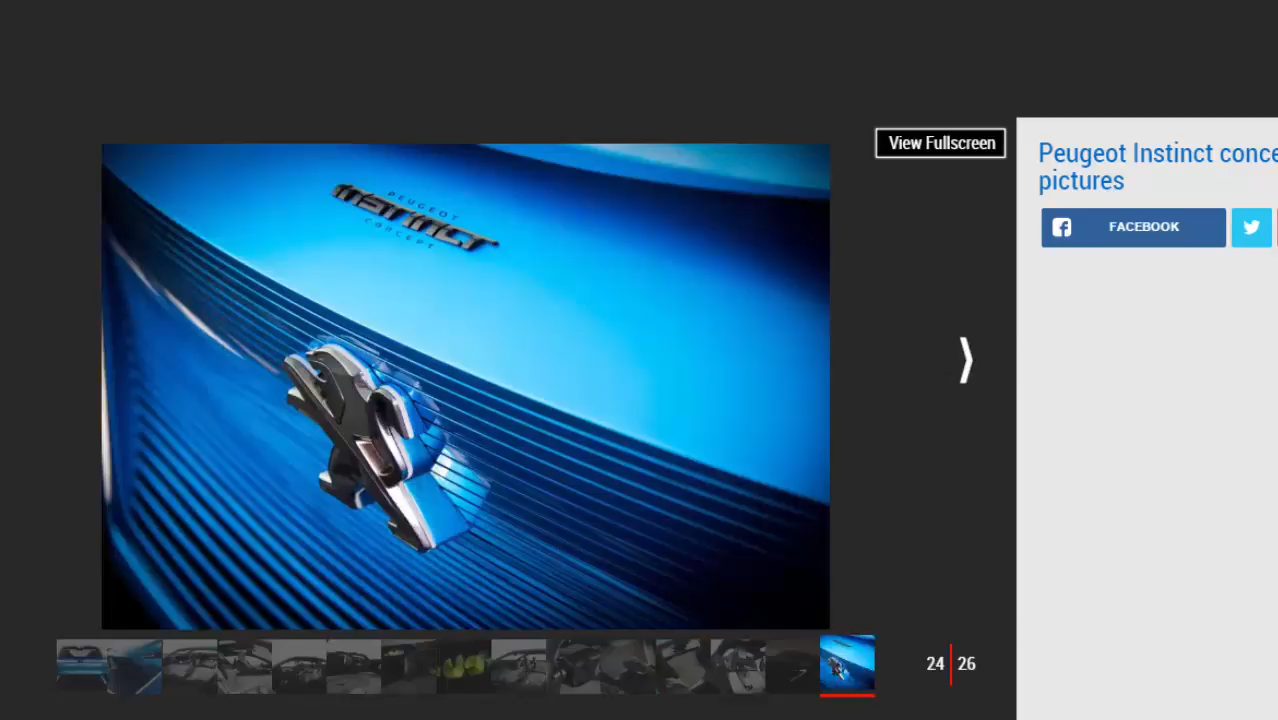 View Fullscreen
Peugeot Instinct conce
pictures
FACEBOOK
PEUGEOT
INSTINCT
CONCEPT
24 26